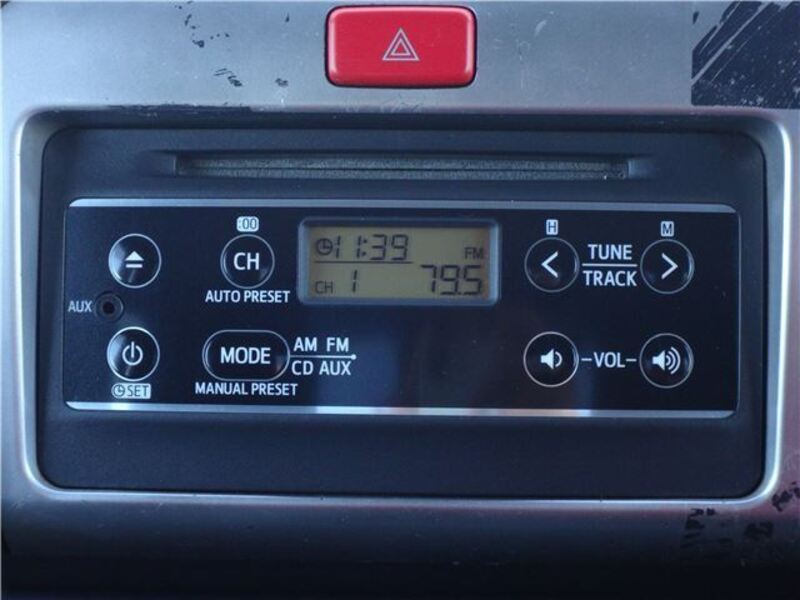 :00
H
M
CH
11:39
FM
TUNE
AUTO PRESET
CH 1 79.5
TRACK
AUX
MODE
AM FM
CD AUX
VOL
SET
MANUAL PRESET